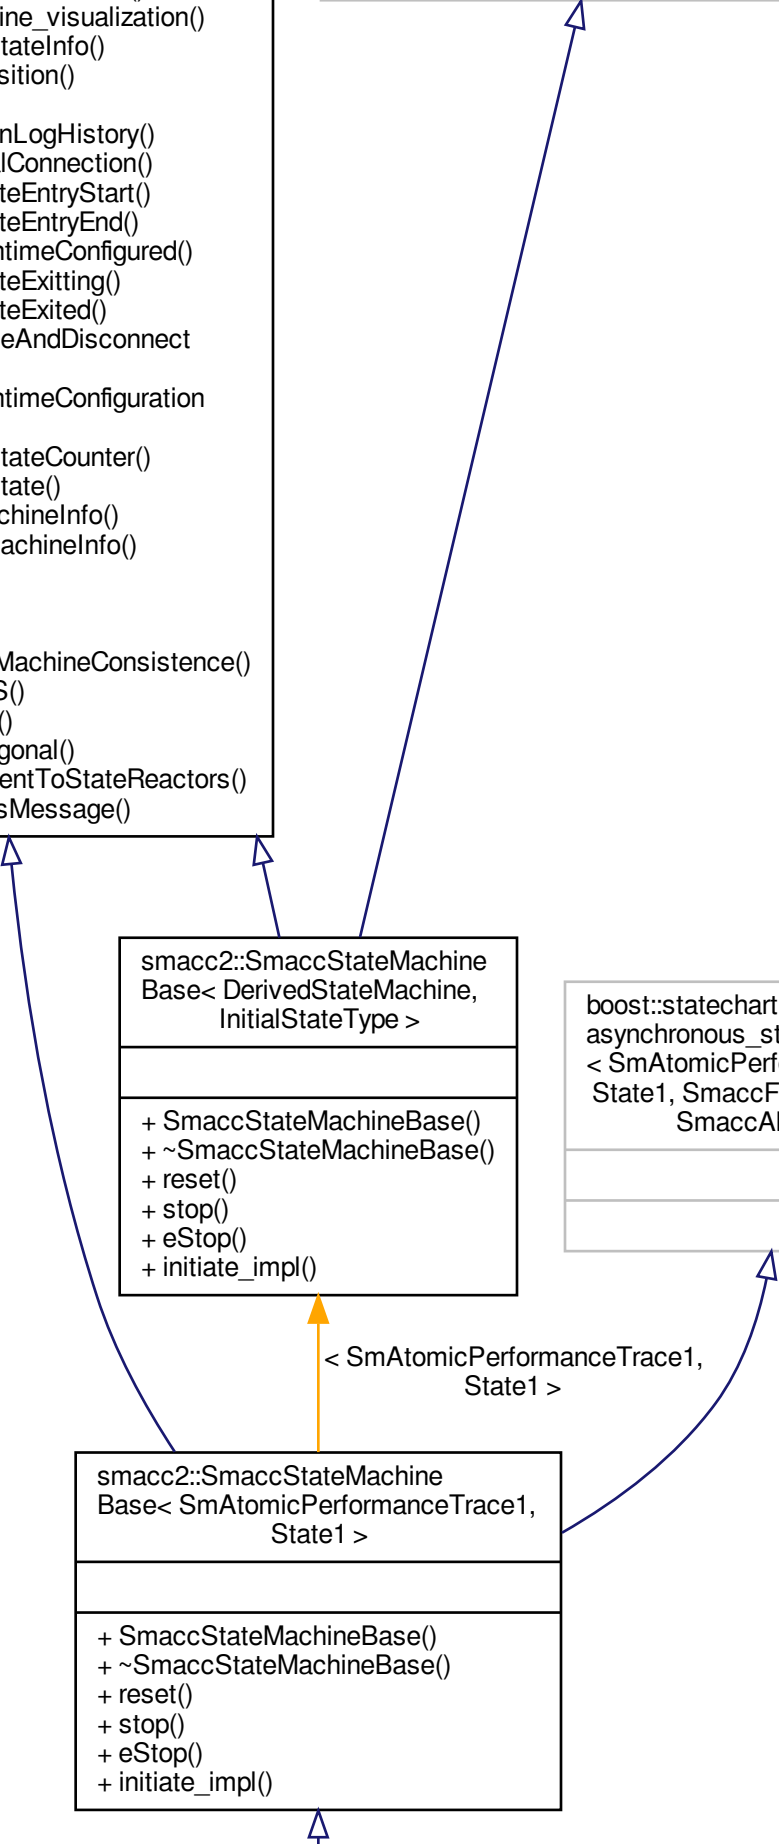 ine_visualization()
tateInfo()
sition()
nLogHistory()
lConnection()
teEntryStart()
teEntryEnd()
ntimeConfigured()
teExitting()
teExited()
eAndDisconnect
ntimeConfiguration
tateCounter()
tate()
chineInfo()
achineInfo()
MachineConsistence()
S()
()
gonal()
entToStateReactors()
sMessage()
smacc2::SmaccStateMachine
Base< DerivedStateMachine,
InitialStateType >
+ SmaccStateMachineBase()
+ ~SmaccStateMachineBase()
+ reset()
+ stop()
+ eStop()
+ initiate_impl()
boost::statechart
asynchronous_st
< SmAtomicPerf
State1, SmaccF
SmaccAl
< SmAtomicPerformanceTrace1,
State1 >
smacc2::SmaccStateMachine
Base< SmAtomicPerformanceTrace1,
State1 >
+ SmaccStateMachineBase()
+ ~SmaccStateMachineBase()
+ reset()
+ stop()
+ eStop()
+ initiate_impl()